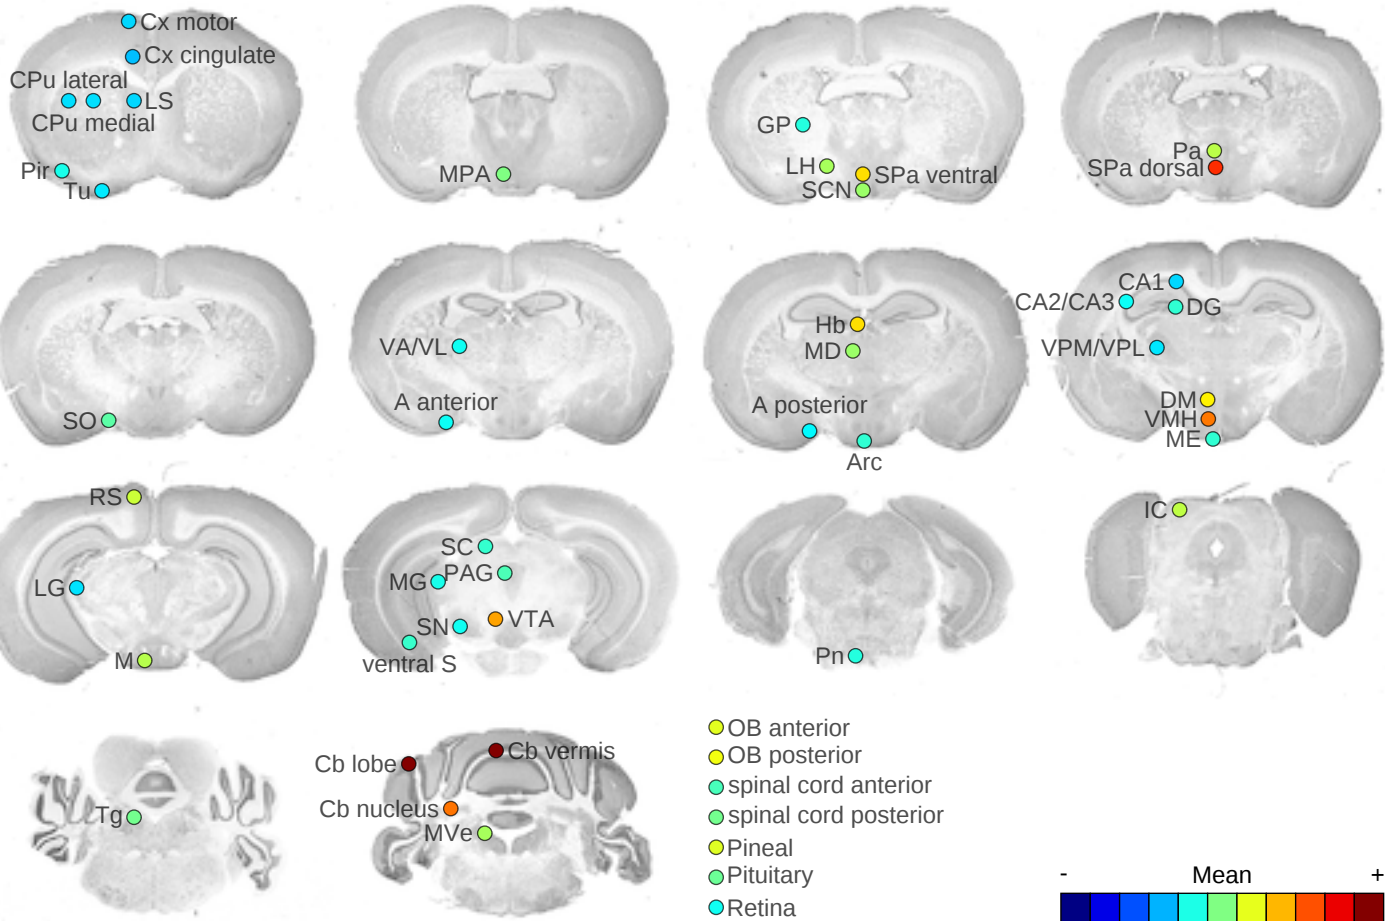 Cx motor
Cx cingulate
CPu lateral
LS
CPu medial
Pir
Tu
MPA
GP
LH
SPa ventral
SCN
Pa
SPa dorsal
SO
VA/VL
A anterior
Hb
MD
A posterior
Arc
CA1
CA2/CA3
DG
VPM/VPL
DM
VMH
ME
RS
LG
M
SC
PAG
MG
VTA
SN
ventral S
Pn
IC
Tg
Cb lobe
Cb vermis
Cb nucleus
MVe
OB anterior
OB posterior
spinal cord anterior
spinal cord posterior
Pineal
Pituitary
Retina
- Mean +